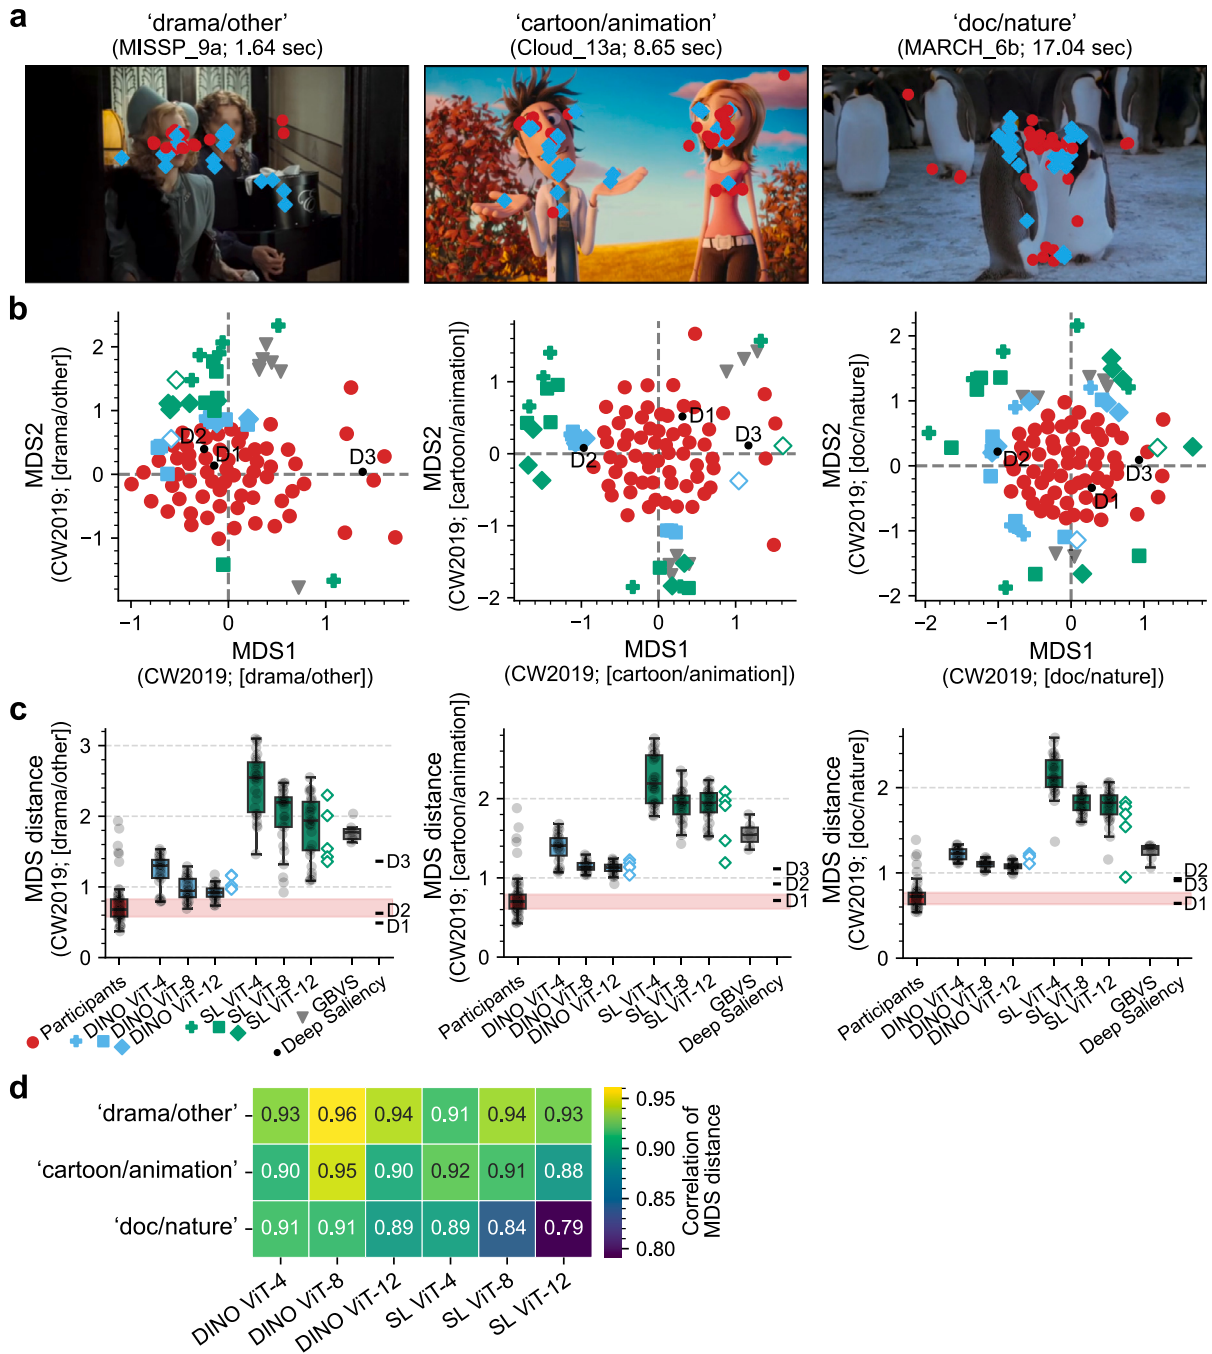 a
‘drama/other’
(MISSP_9a; 1.64 sec)
‘cartoon/animation’
(Cloud_13a; 8.65 sec)
‘doc/nature’
(MARCH_6b; 17.04 sec)
b
MDS2
(CW2019; [drama/other])
2
1
0
−1
D2
D1
D3
−1
0
1
MDS1
(CW2019; [drama/other])
MDS2
(CW2019; [cartoon/animation])
1
0
−1
−2
D1
D3
D2
0
1
MDS1
(CW2019; [cartoon/animation])
MDS2
(CW2019; [doc/nature])
2
1
0
−1
−2
D2
D3
D1
−2
−1
0
1
MDS1
(CW2019; [doc/nature])
c
MDS distance
(CW2019; [drama/other])
3
2
1
0
D3
D2
D1
Participants
DINO ViT-4
DINO ViT-8
DINO ViT-12
SL ViT-4
SL ViT-8
SL ViT-12
GBVS
Deep Saliency
MDS distance
(CW2019; [cartoon/animation])
2
1
0
D3
D2
D1
Participants
DINO ViT-4
DINO ViT-8
DINO ViT-12
SL ViT-4
SL ViT-8
SL ViT-12
GBVS
Deep Saliency
MDS distance
(CW2019; [doc/nature])
2
1
0
D2
D3
D1
Participants
DINO ViT-4
DINO ViT-8
DINO ViT-12
SL ViT-4
SL ViT-8
SL ViT-12
GBVS
Deep Saliency
d
‘drama/other’
0.93 0.96 0.94 0.91 0.94 0.93
‘cartoon/animation’
0.90 0.95 0.90 0.92 0.91 0.88
‘doc/nature’
0.91 0.91 0.89 0.89 0.84 0.79
DINO ViT-4
DINO ViT-8
DINO ViT-12
SL ViT-4
SL ViT-8
SL ViT-12
0.95
0.90
0.85
0.80
Correlation of
MDS distance